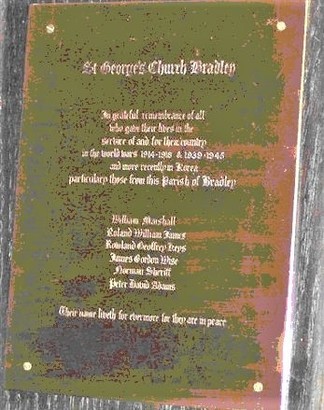 St George's Church Bradley
In grateful remembrance of all
who gave their lives in the
service of and for their country
in the world wars 1914-1918 & 1939-1945
and more recently in Korea
particulary those from this Parish of Bradley
William Marshall
Roland William James
Rowland Geoffrey Keys
James Gordon Wise
Norman Sheriff
Peter David Adams
Their name liveth for evermore for they are in peace